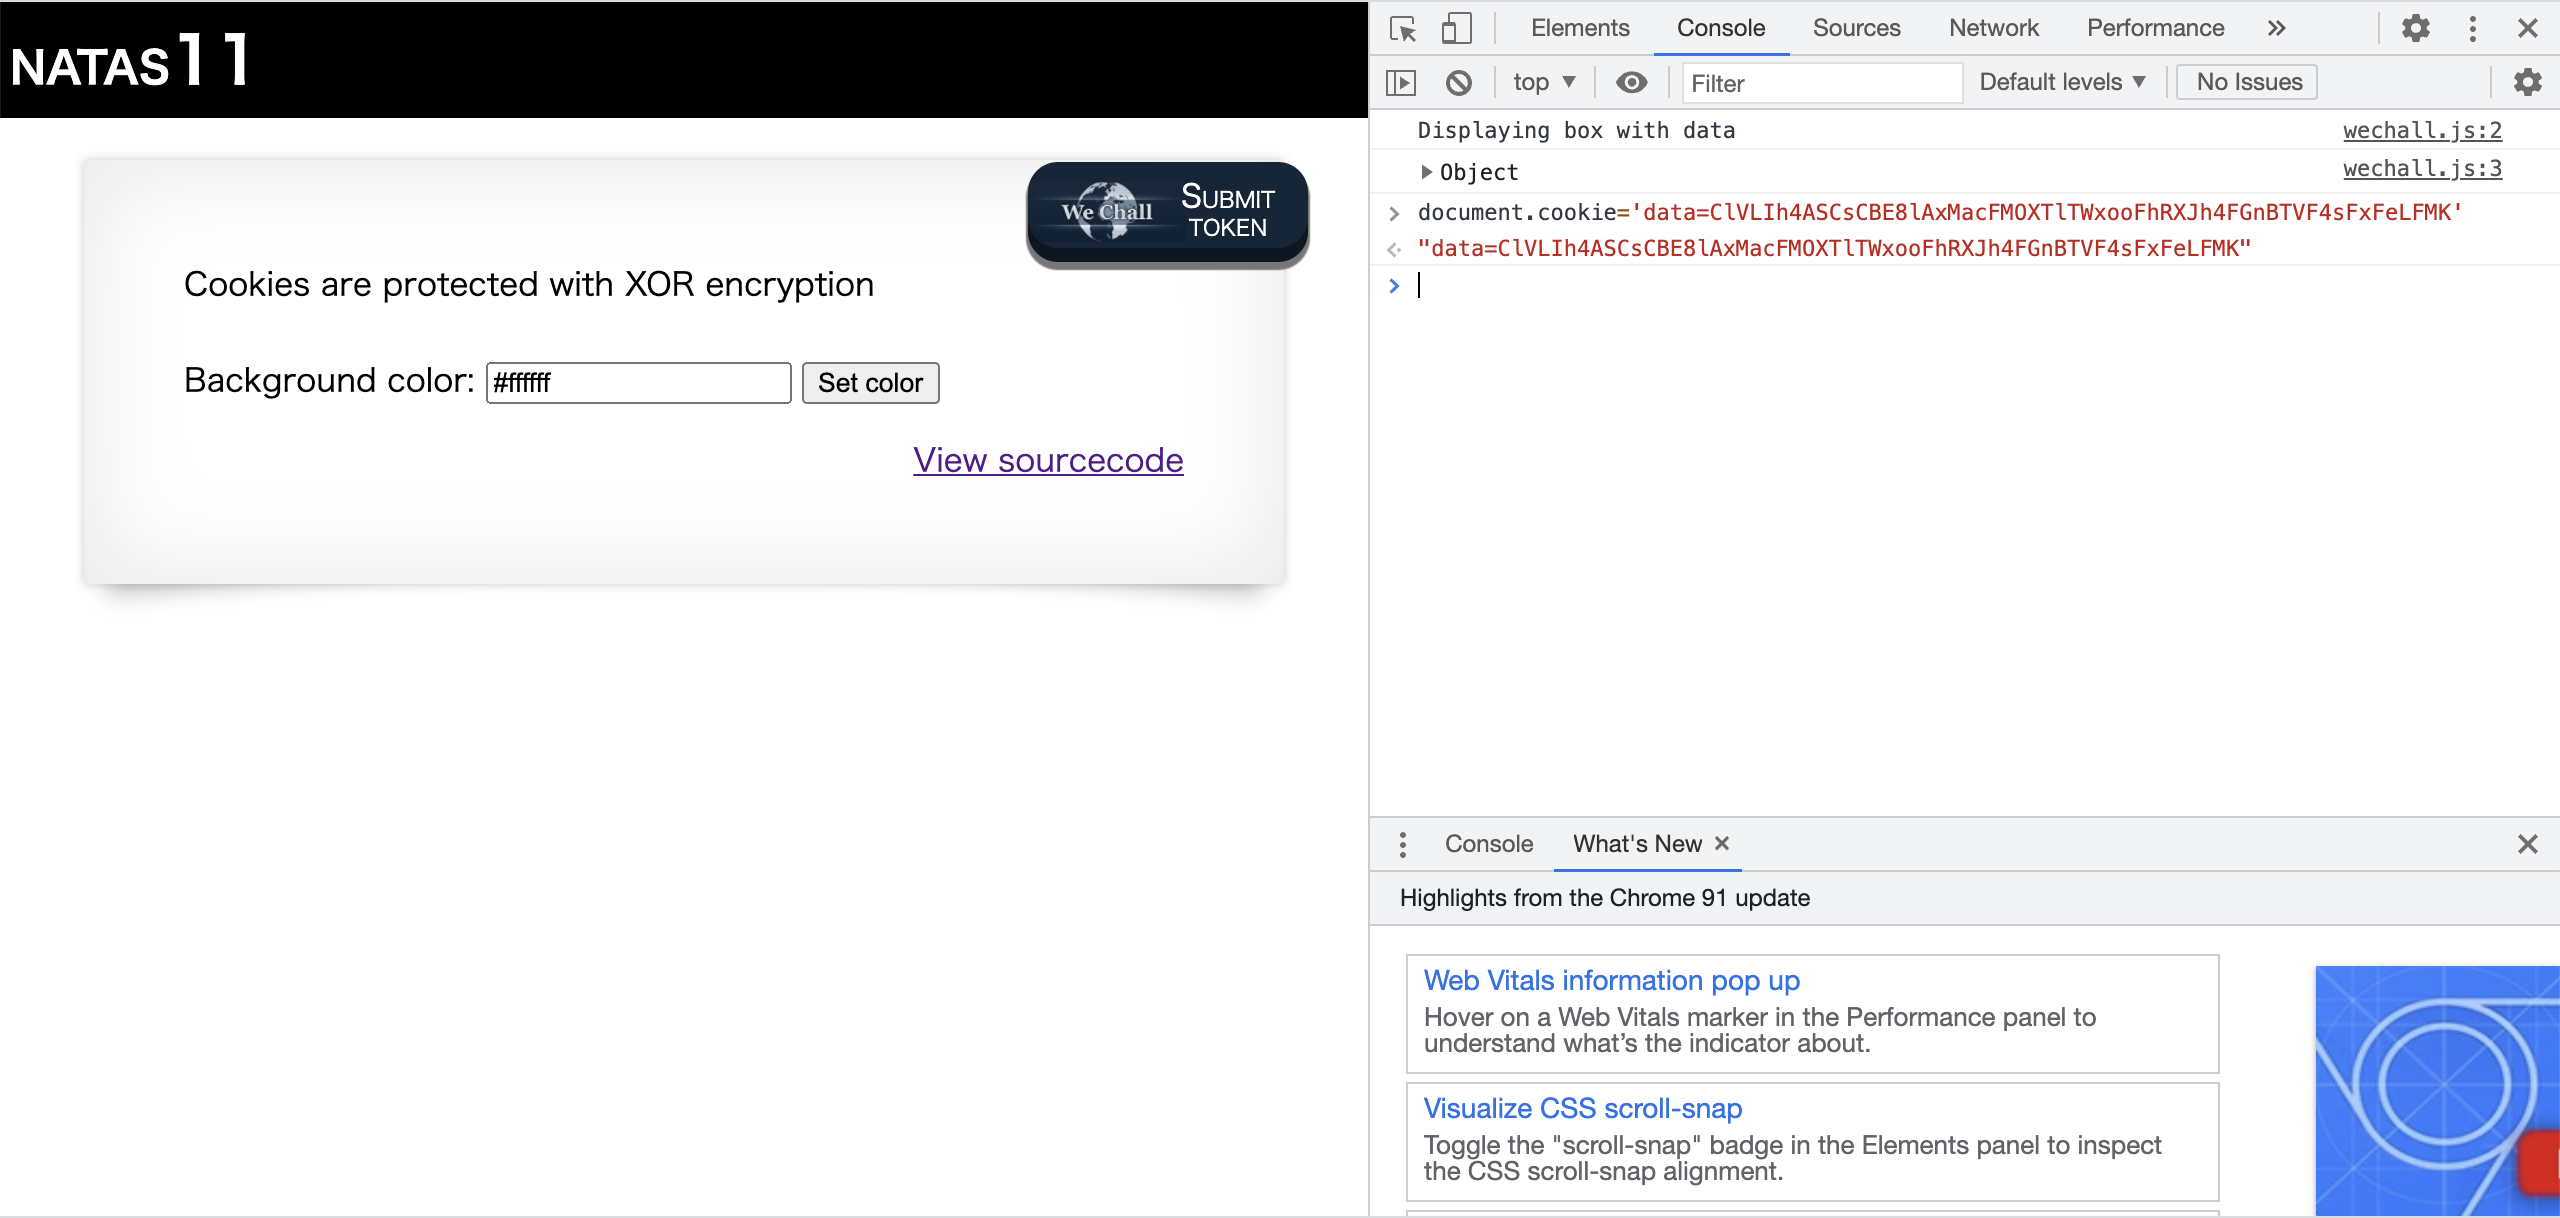 NATAS11
We Chall
SUBMIT
TOKEN
Cookies are protected with XOR encryption
Background color: #ffffff Set color
View sourcecode
Elements Console Sources Network Performance »
top ▼ Filter Default levels ▼ No Issues
Displaying box with data wechall.js:2
▶ Object wechall.js:3
> document.cookie='data=ClVLIh4ASCsCBE8lAxMacFMOXTlTWxooFhRXJh4FGnBTVF4sFxFeLFMK'
"data=ClVLIh4ASCsCBE8lAxMacFMOXTlTWxooFhRXJh4FGnBTVF4sFxFeLFMK"
>
Console What's New ×
Highlights from the Chrome 91 update
Web Vitals information pop up
Hover on a Web Vitals marker in the Performance panel to
understand what's the indicator about.
Visualize CSS scroll-snap
Toggle the "scroll-snap" badge in the Elements panel to inspect
the CSS scroll-snap alignment.